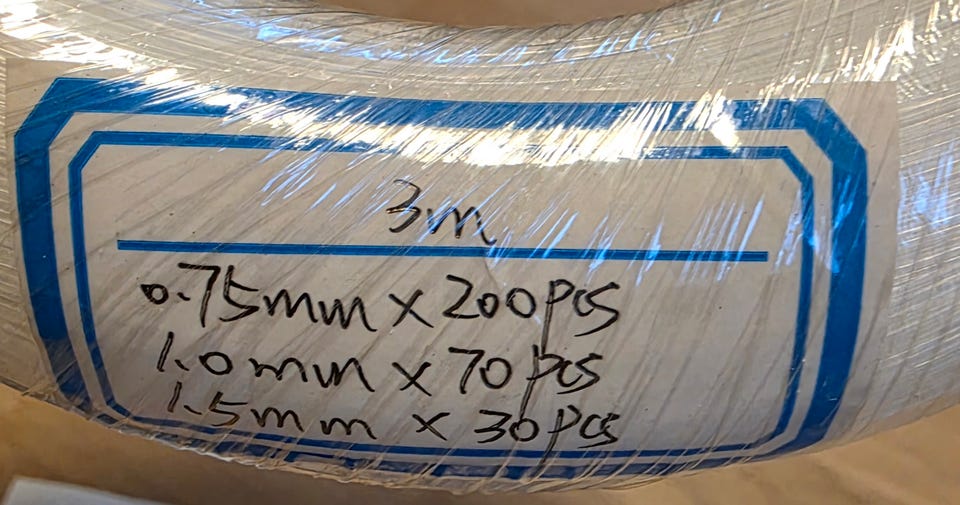 3m
0.75mm x 200pcs
1.0mm x 70pcs
1.5mm x 30pcs